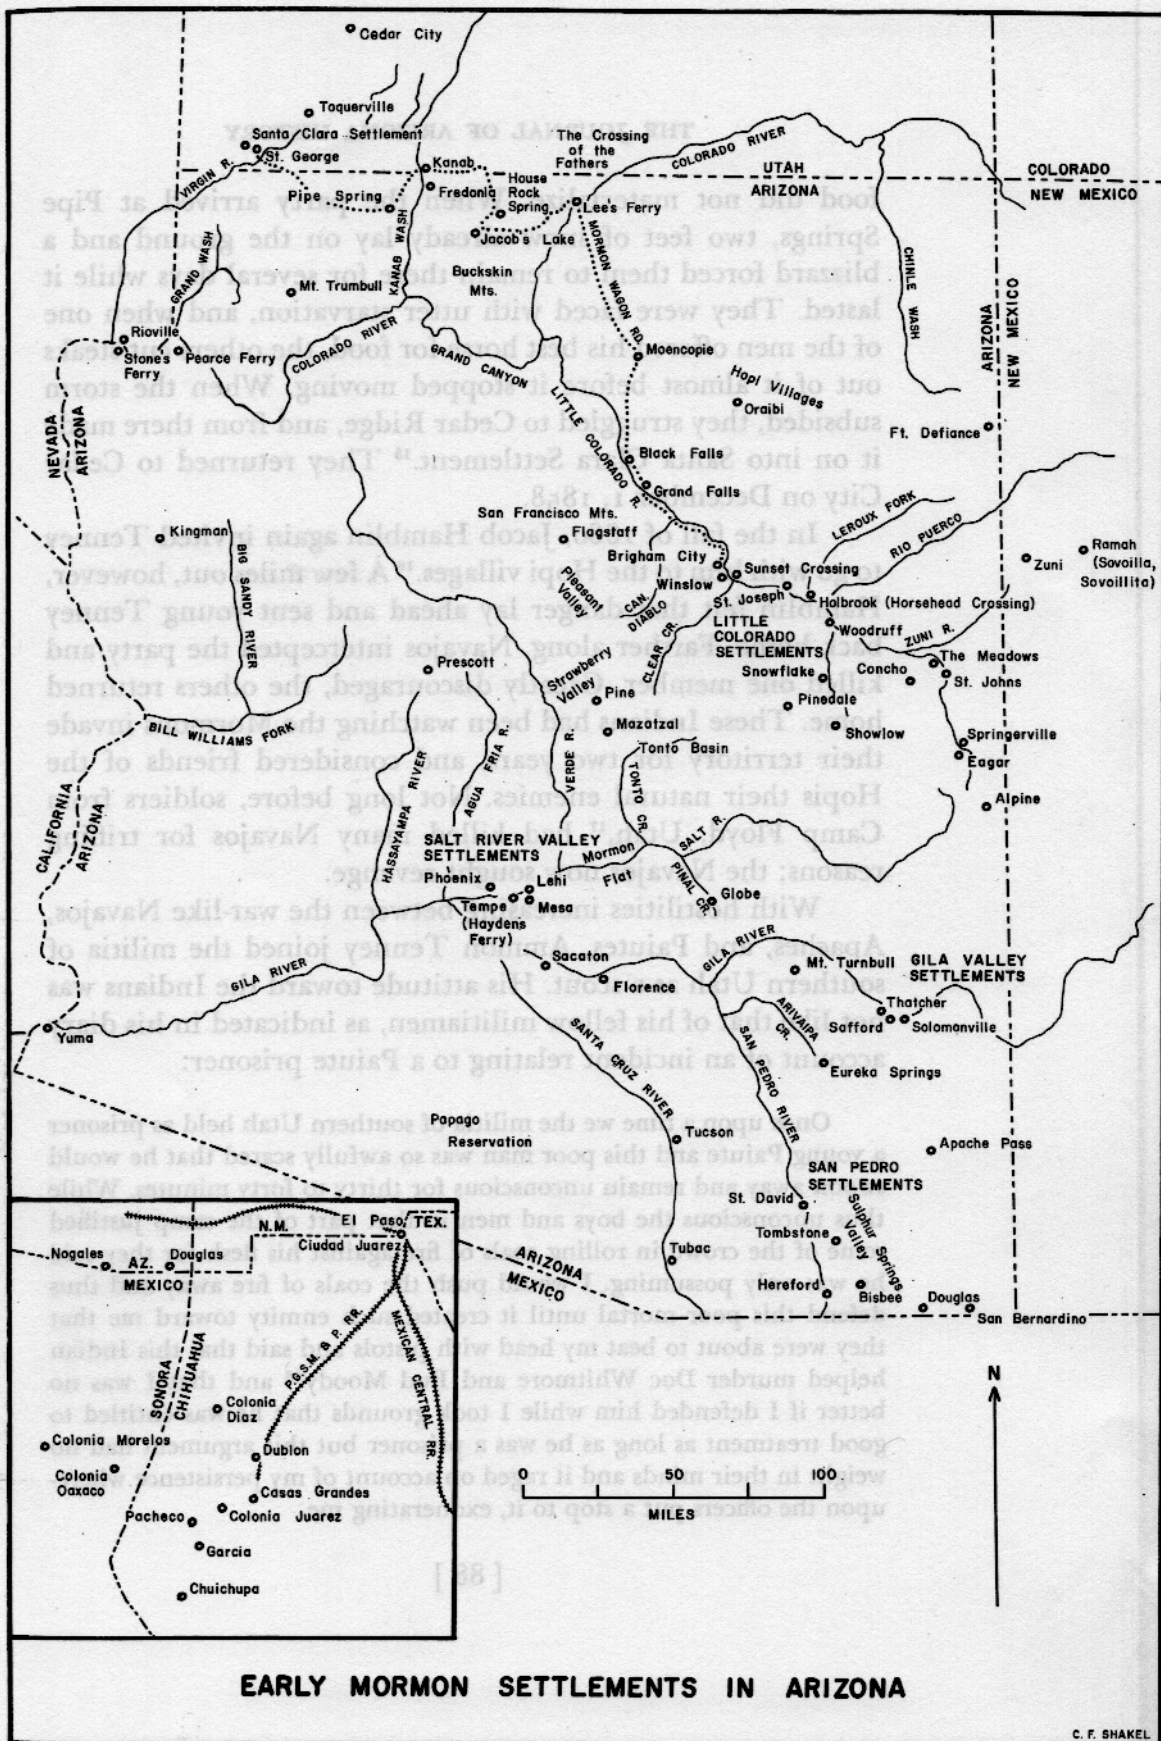 Cedar City
Toquerville
Santa Clara Settlement
St. George
VIRGIN R.
Pipe Spring
Kanab
Fredonia
House
Rock
Spring
The Crossing
of the
Fathers
COLORADO RIVER
UTAH
ARIZONA
COLORADO
NEW MEXICO
Lee's Ferry
Jacob's Lake
KANAB WASH
GRAND WASH
Mt. Trumbull
Buckskin
Mts.
MORMON WAGON RD.
CHINLE WASH
ARIZONA
NEW MEXICO
Rioville
Stone's
Ferry
Pearce Ferry
COLORADO RIVER
GRAND CANYON
Moencopie
Hopi Villages
Oraibi
Ft. Defiance
NEVADA
ARIZONA
LITTLE COLORADO R.
Black Falls
Grand Falls
San Francisco Mts.
Flagstaff
LEROUX FORK
RIO PUERCO
Kingman
BIG SANDY RIVER
Brigham City
Winslow
Sunset Crossing
St. Joseph
Holbrook (Horsehead Crossing)
Zuni
Ramah
(Sovoilla,
Sovoillita)
Pleasant
Valley
CAN.
DIABLO
CLEAR CR.
LITTLE
COLORADO
SETTLEMENTS
Woodruff
ZUNI R.
The Meadows
Concho
St. Johns
Prescott
Strawberry
Valley
Pine
Snowflake
Pinedale
Mazatzal
Showlow
Springerville
Eagar
BILL WILLIAMS FORK
Tonto Basin
TONTO CR.
Alpine
CALIFORNIA
ARIZONA
HASSAYAMPA RIVER
AGUA FRIA R.
VERDE R.
SALT RIVER VALLEY
SETTLEMENTS
Mormon
Flat
SALT R.
PINAL CR.
Globe
Phoenix
Lehi
Tempe
(Haydens
Ferry)
Mesa
Sacaton
Florence
GILA RIVER
Mt. Turnbull
GILA VALLEY
SETTLEMENTS
GILA RIVER
Yuma
Thatcher
Safford
Solomonville
ARIVAIPA
CR.
Eureka Springs
SANTA CRUZ RIVER
SAN PEDRO RIVER
Papago
Reservation
Tucson
Apache Pass
SAN PEDRO
SETTLEMENTS
St. David
Tombstone
Sulphur Springs
Valley
Tubac
Hereford
Bisbee
Douglas
San Bernardino
ARIZONA
MEXICO
N.M.
El Paso
TEX.
Ciudad Juarez
Nogales
Douglas
AZ.
MEXICO
SONORA
CHIHUAHUA
P.G.S.M. & P. RR.
MEXICAN CENTRAL
RR.
Colonia
Diaz
Colonia Morelos
Colonia
Oaxaco
Dublon
Casas Grandes
Pacheco
Colonia Juarez
Garcia
Chuichupa
N
0 50 100
MILES
EARLY MORMON SETTLEMENTS IN ARIZONA
C. F. SHAKEL